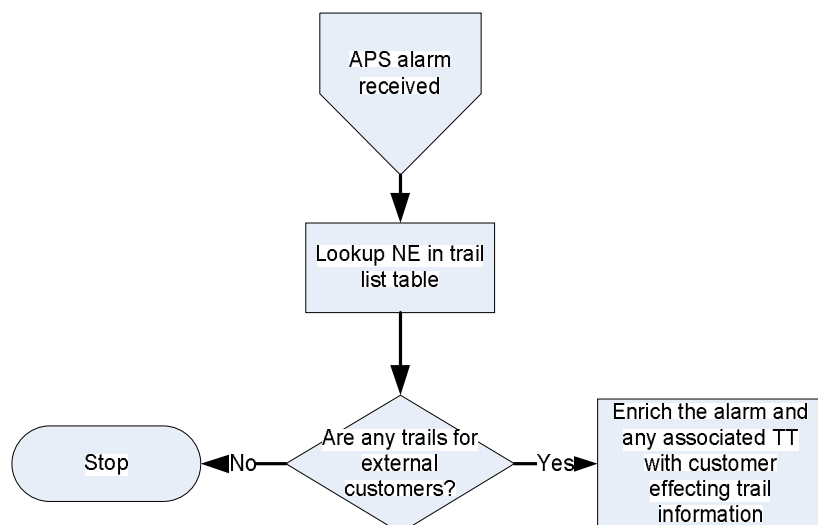 APS alarm
received
Lookup NE in trail
list table
Are any trails for
external
customers?
No
Stop
Yes
Enrich the alarm and
any associated TT
with customer
effecting trail
information